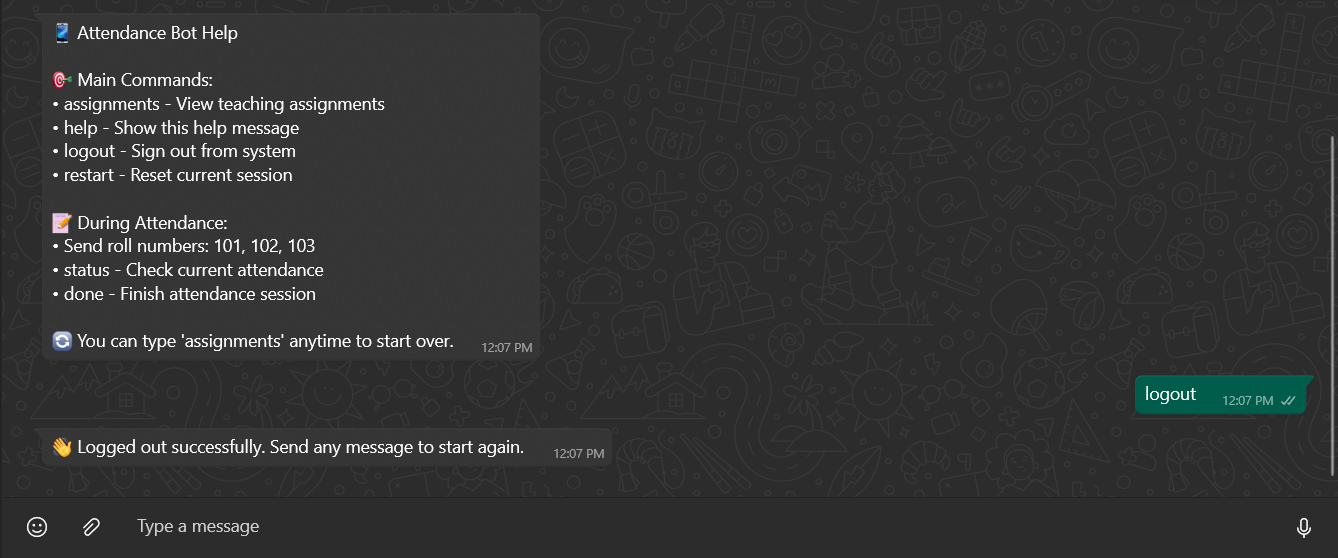 📱 Attendance Bot Help
🎯 Main Commands:
• assignments - View teaching assignments
• help - Show this help message
• logout - Sign out from system
• restart - Reset current session
📝 During Attendance:
• Send roll numbers: 101, 102, 103
• status - Check current attendance
• done - Finish attendance session
🔄 You can type 'assignments' anytime to start over.
12:07 PM
logout
12:07 PM
👋 Logged out successfully. Send any message to start again.
12:07 PM
Type a message